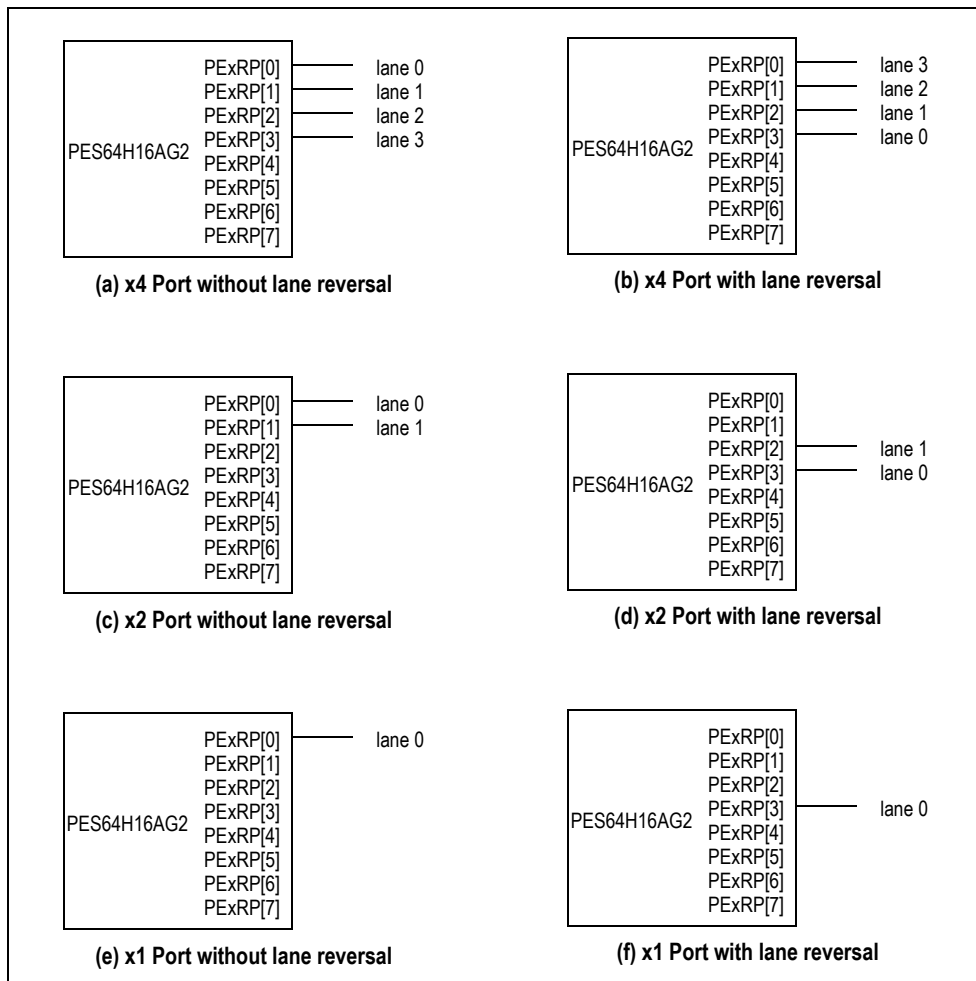 PES64H16AG2
PExRP[0]
PExRP[1]
PExRP[2]
PExRP[3]
PExRP[4]
PExRP[5]
PExRP[6]
PExRP[7]
lane 0
lane 1
lane 2
lane 3
(a) x4 Port without lane reversal
PES64H16AG2
PExRP[0]
PExRP[1]
PExRP[2]
PExRP[3]
PExRP[4]
PExRP[5]
PExRP[6]
PExRP[7]
lane 3
lane 2
lane 1
lane 0
(b) x4 Port with lane reversal
PES64H16AG2
PExRP[0]
PExRP[1]
PExRP[2]
PExRP[3]
PExRP[4]
PExRP[5]
PExRP[6]
PExRP[7]
lane 0
lane 1
(c) x2 Port without lane reversal
PES64H16AG2
PExRP[0]
PExRP[1]
PExRP[2]
PExRP[3]
PExRP[4]
PExRP[5]
PExRP[6]
PExRP[7]
lane 1
lane 0
(d) x2 Port with lane reversal
PES64H16AG2
PExRP[0]
PExRP[1]
PExRP[2]
PExRP[3]
PExRP[4]
PExRP[5]
PExRP[6]
PExRP[7]
lane 0
(e) x1 Port without lane reversal
PES64H16AG2
PExRP[0]
PExRP[1]
PExRP[2]
PExRP[3]
PExRP[4]
PExRP[5]
PExRP[6]
PExRP[7]
lane 0
(f) x1 Port with lane reversal